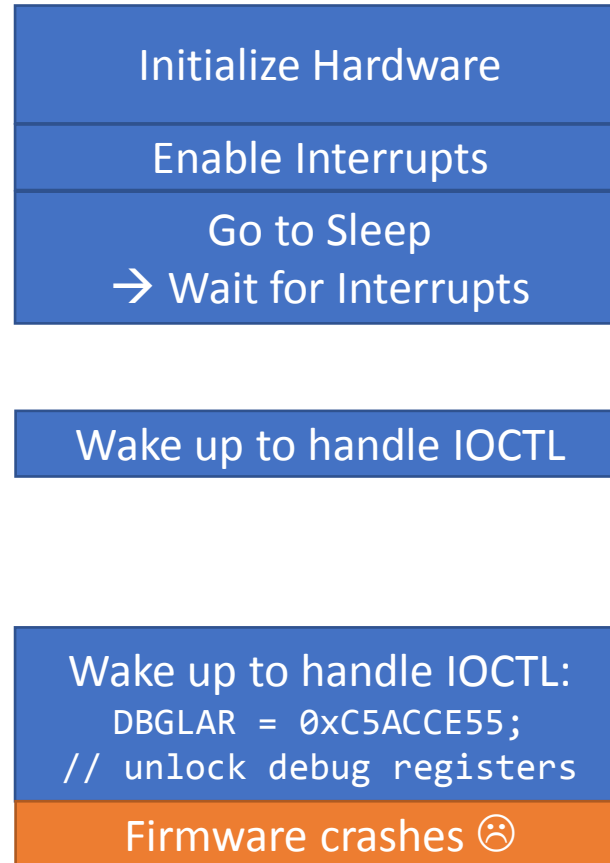 Initialize Hardware
Enable Interrupts
Go to Sleep
→ Wait for Interrupts
Wake up to handle IOCTL
Wake up to handle IOCTL:
DBGLAR = 0xC5ACCE55;
// unlock debug registers
Firmware crashes ☹